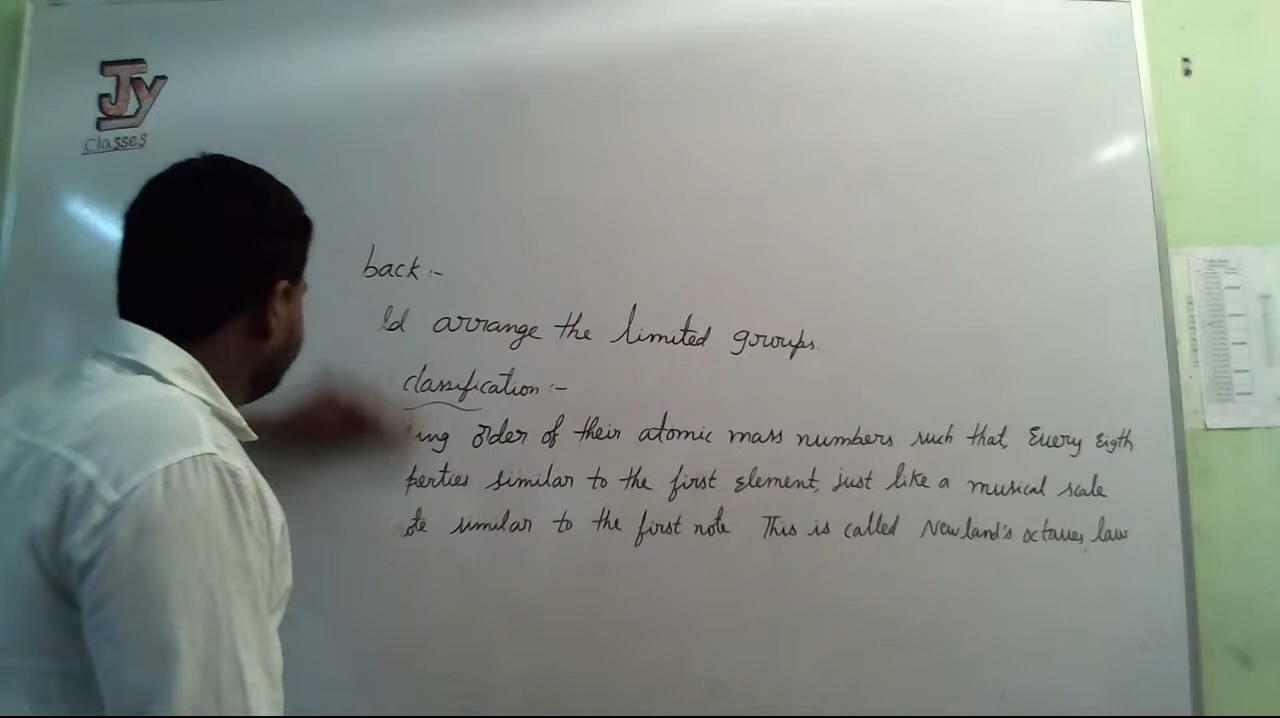 Jy
classes
back :-
ld arrange the limited groups.
classification :-
ing order of their atomic mass numbers such that, Every Eigth
perties similar to the first element, just like a musical scale
te similar to the first note This is called Newland's octaves law